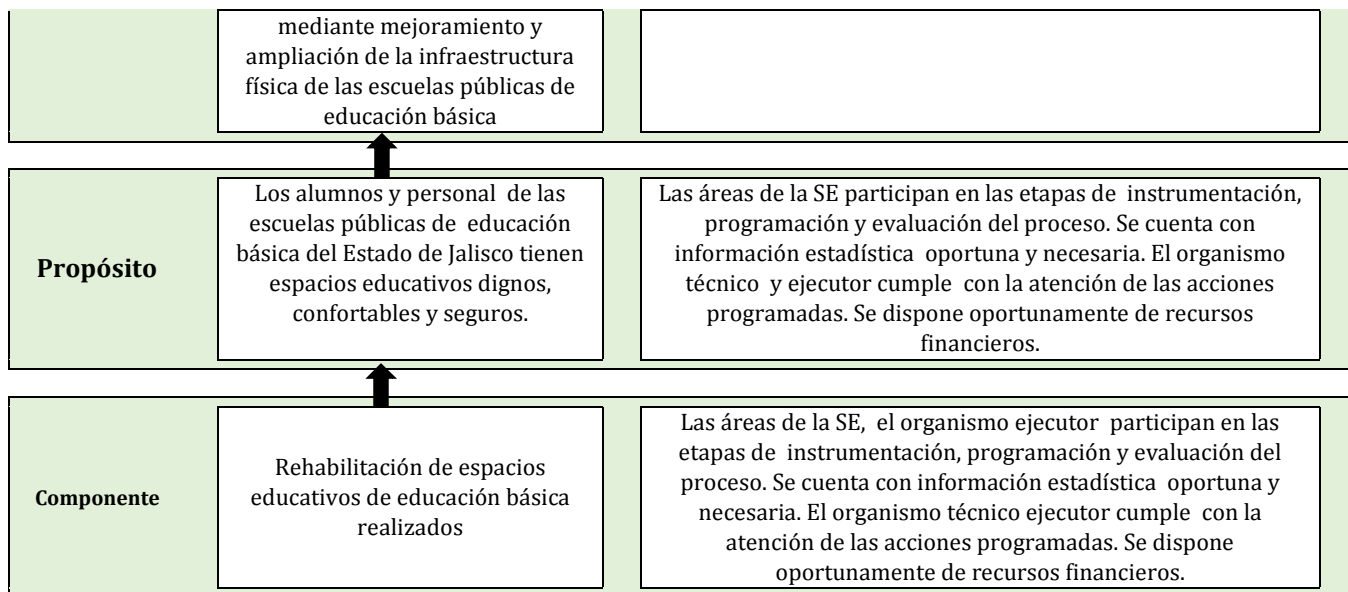 mediante mejoramiento y
ampliación de la infraestructura
física de las escuelas públicas de
educación básica
Propósito
Los alumnos y personal de las
escuelas públicas de educación
básica del Estado de Jalisco tienen
espacios educativos dignos,
confortables y seguros.
Las áreas de la SE participan en las etapas de instrumentación,
programación y evaluación del proceso. Se cuenta con
información estadística oportuna y necesaria. El organismo
técnico y ejecutor cumple con la atención de las acciones
programadas. Se dispone oportunamente de recursos
financieros.
Componente
Rehabilitación de espacios
educativos de educación básica
realizados
Las áreas de la SE, el organismo ejecutor participan en las
etapas de instrumentación, programación y evaluación del
proceso. Se cuenta con información estadística oportuna y
necesaria. El organismo técnico ejecutor cumple con la
atención de las acciones programadas. Se dispone
oportunamente de recursos financieros.